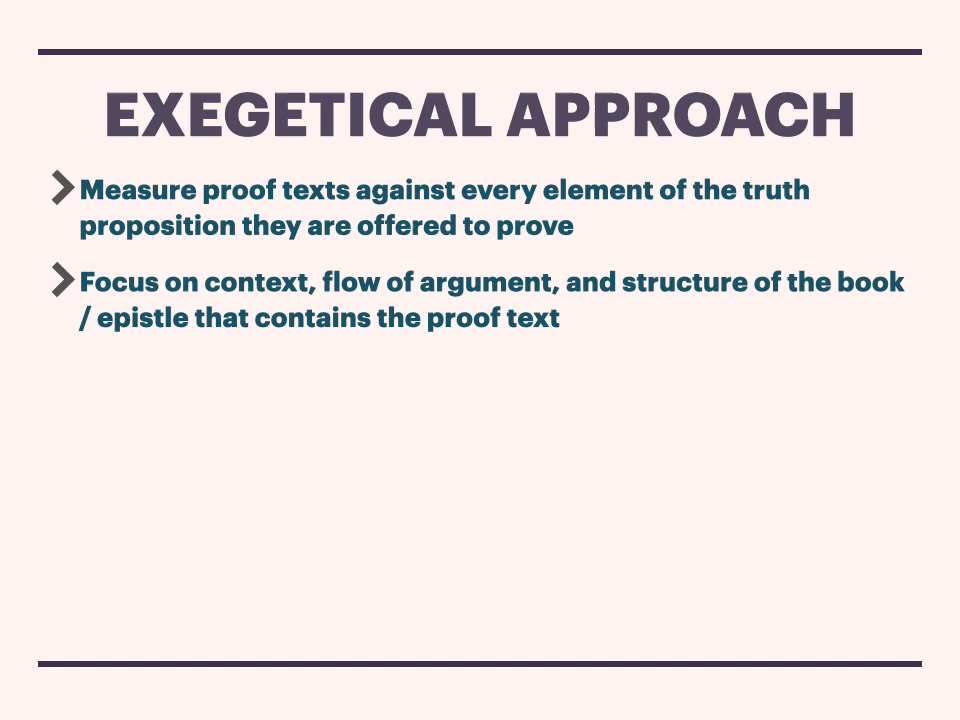 EXEGETICAL APPROACH
Measure proof texts against every element of the truth
proposition they are offered to prove
Focus on context, flow of argument, and structure of the book
/ epistle that contains the proof text